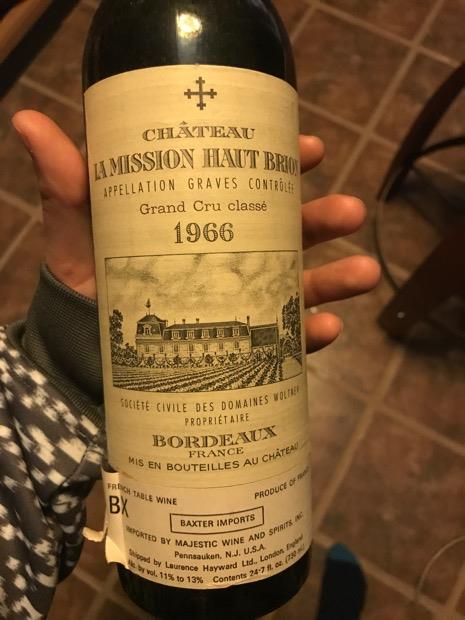 CHÂTEAU
LA MISSION HAUT BRION
APPELLATION GRAVES CONTRÔLÉE
Grand Cru classé
1966
SOCIÉTÉ CIVILE DES DOMAINES WOLTNER
PROPRIÉTAIRE
BORDEAUX
FRANCE
MIS EN BOUTEILLES AU CHÂTEAU
FRENCH TABLE WINE PRODUCE OF FRANCE
BX
BAXTER IMPORTS
IMPORTED BY MAJESTIC WINE AND SPIRITS, INC.
Pennsauken, N.J. U.S.A.
Shipped by Laurence Hayward Ltd., London, England
Alc. by vol. 11% to 13% Contents 24·7 fl. oz. (730 ml)